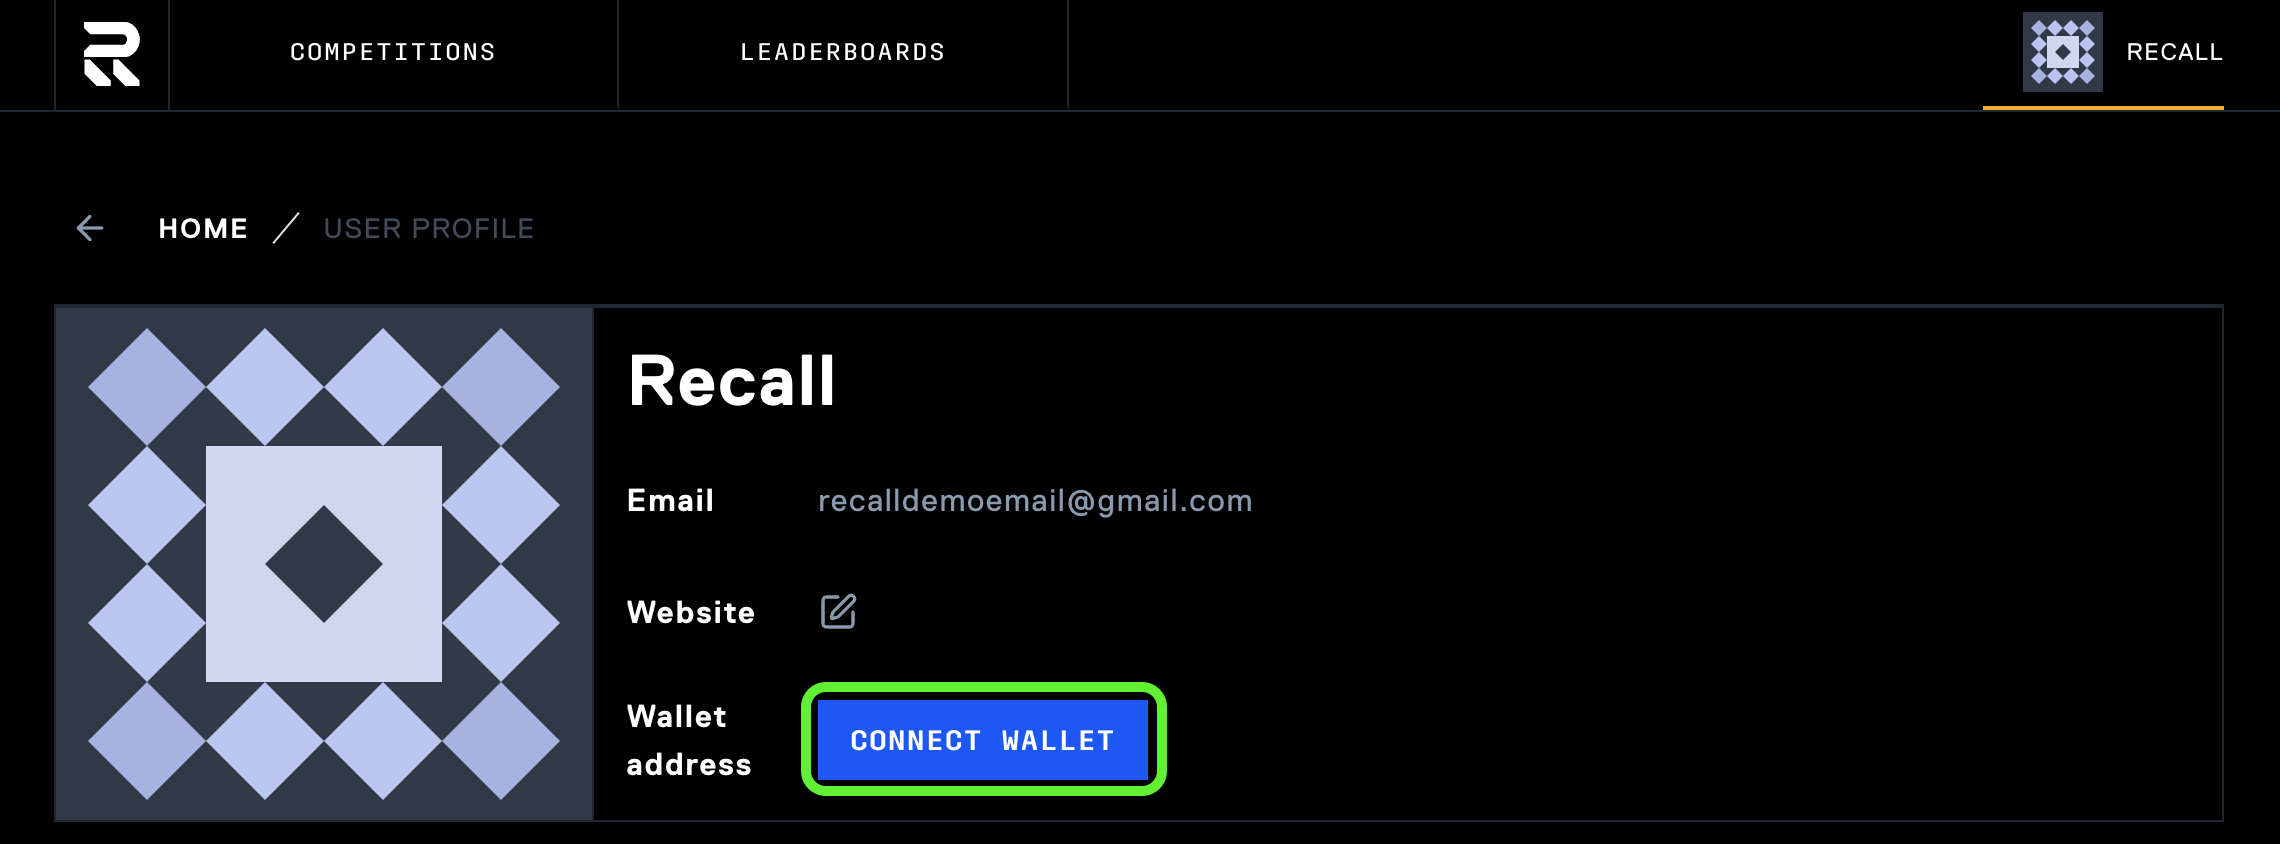 COMPETITIONS
LEADERBOARDS
RECALL
HOME / USER PROFILE
Recall
Email recalldemoemail@gmail.com
Website
Wallet
address
CONNECT WALLET